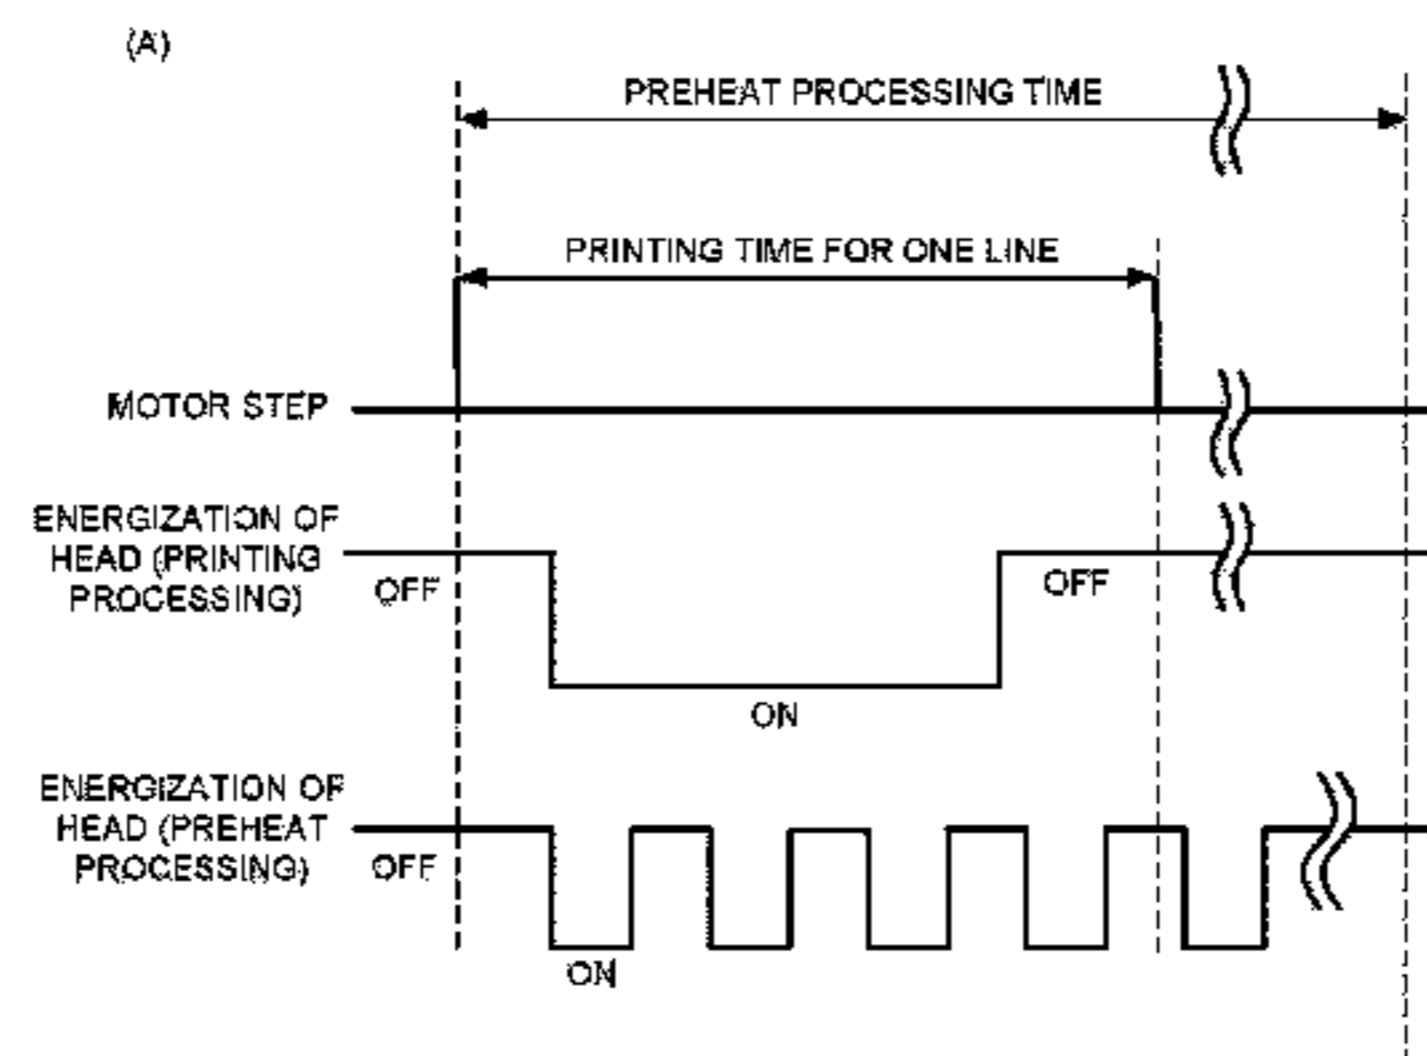 (A)
PREHEAT PROCESSING TIME
PRINTING TIME FOR ONE LINE
MOTOR STEP
ENERGIZATION OF
HEAD (PRINTING
PROCESSING)
OFF
OFF
ON
ENERGIZATION OF
HEAD (PREHEAT
PROCESSING)
OFF
ON